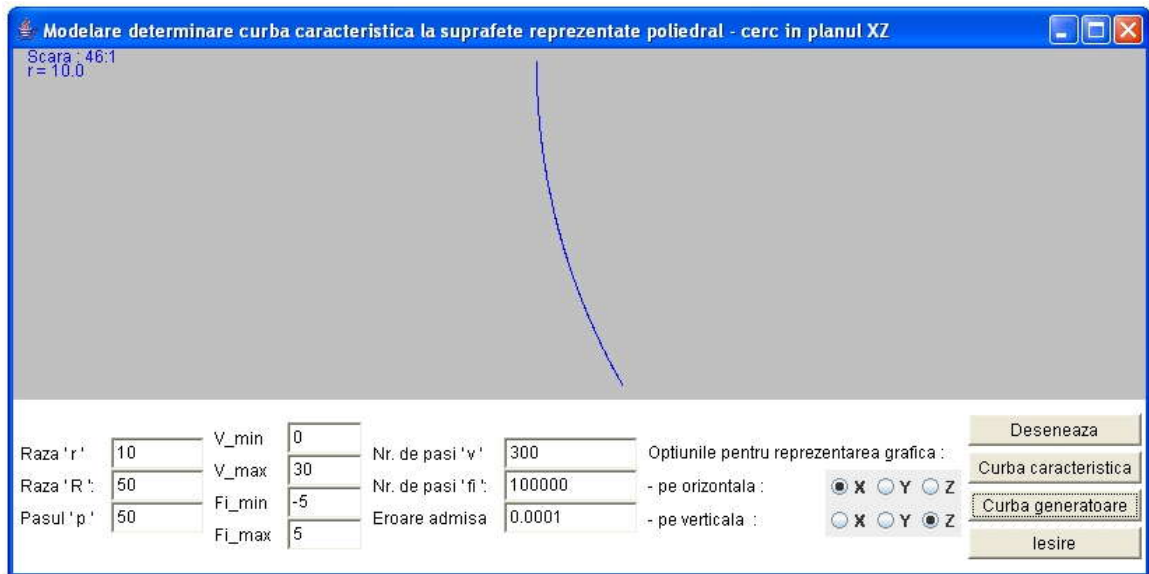 Modelare determinare curba caracteristica la suprafete reprezentate poliedral - cerc in planul XZ
Scara : 46:1
r = 10.0
Raza ' r ' 10
Raza ' R ': 50
Pasul ' p ' 50
V_min 0
V_max 30
Fi_min -5
Fi_max 5
Nr. de pasi ' v ' 300
Nr. de pasi ' fi ': 100000
Eroare admisa 0.0001
Optiunile pentru reprezentarea grafica :
- pe orizontala : X Y Z
- pe verticala : X Y Z
Deseneaza
Curba caracteristica
Curba generatoare
Iesire